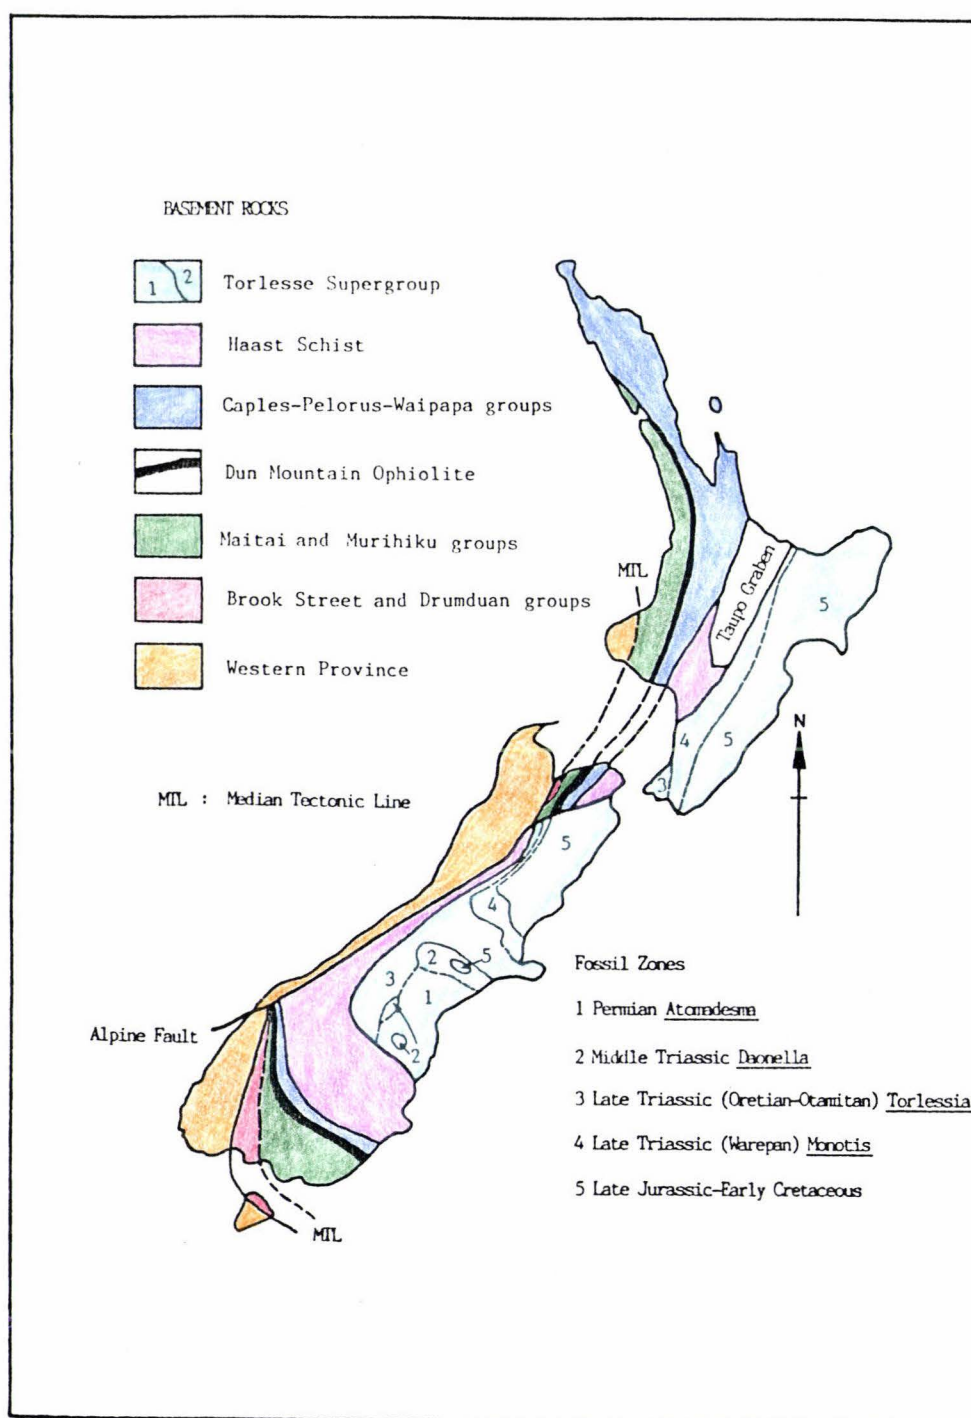 BASEMENT ROCKS
1 2
Torlesse Supergroup
Haast Schist
Caples-Pelorus-Waipapa groups
Dun Mountain Ophiolite
Maitai and Murihiku groups
Brook Street and Drumduan groups
Western Province
MTL : Median Tectonic Line
MTL
Taupo Graben
5
4
5
3
N
5
4
2
5
3
1
2
Alpine Fault
MTL
Fossil Zones
1 Permian Atomadesma
2 Middle Triassic Daonella
3 Late Triassic (Oretian-Otamitan) Torlessia
4 Late Triassic (Warepan) Monotis
5 Late Jurassic-Early Cretaceous